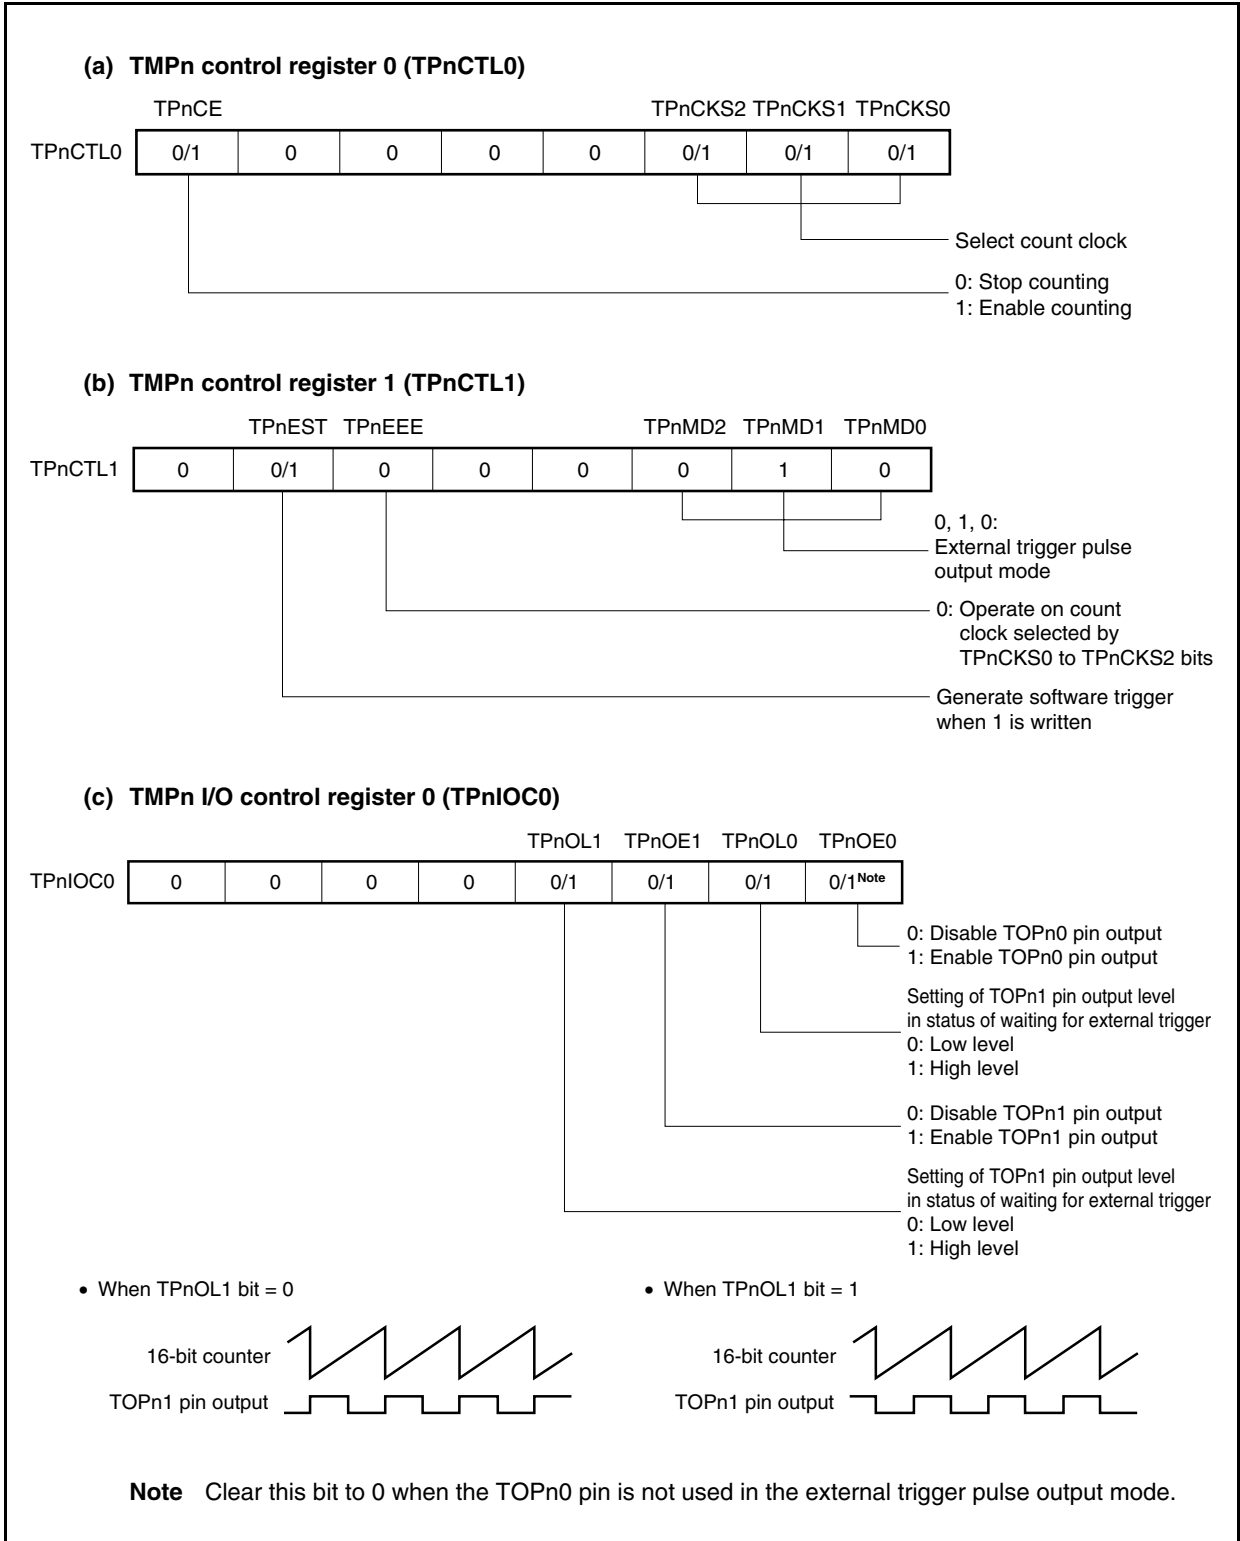 (a) TMPn control register 0 (TPnCTL0)
TPnCE TPnCKS2 TPnCKS1 TPnCKS0
TPnCTL0 0/1 0 0 0 0 0/1 0/1 0/1
Select count clock
0: Stop counting
1: Enable counting
(b) TMPn control register 1 (TPnCTL1)
TPnEST TPnEEE TPnMD2 TPnMD1 TPnMD0
TPnCTL1 0 0/1 0 0 0 0 1 0
0, 1, 0:
External trigger pulse
output mode
0: Operate on count
clock selected by
TPnCKS0 to TPnCKS2 bits
Generate software trigger
when 1 is written
(c) TMPn I/O control register 0 (TPnIOC0)
TPnOL1 TPnOE1 TPnOL0 TPnOE0
TPnIOC0 0 0 0 0 0/1 0/1 0/1 0/1Note
0: Disable TOPn0 pin output
1: Enable TOPn0 pin output
Setting of TOPn1 pin output level
in status of waiting for external trigger
0: Low level
1: High level
0: Disable TOPn1 pin output
1: Enable TOPn1 pin output
Setting of TOPn1 pin output level
in status of waiting for external trigger
0: Low level
1: High level
• When TPnOL1 bit = 0
16-bit counter
TOPn1 pin output
• When TPnOL1 bit = 1
16-bit counter
TOPn1 pin output
Note Clear this bit to 0 when the TOPn0 pin is not used in the external trigger pulse output mode.